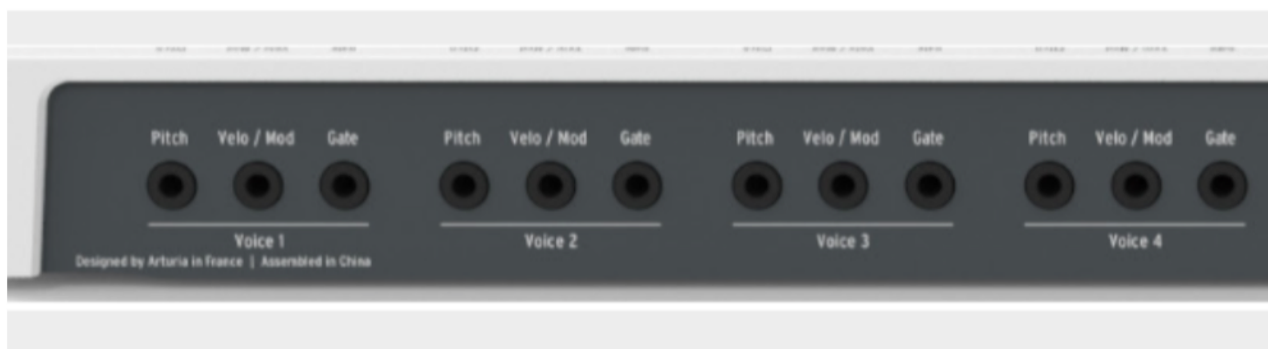 Pitch Velo / Mod Gate Pitch Velo / Mod Gate Pitch Velo / Mod Gate Pitch Velo / Mod Gate
Voice 1 Voice 2 Voice 3 Voice 4
Designed by Arturia in France | Assembled in China